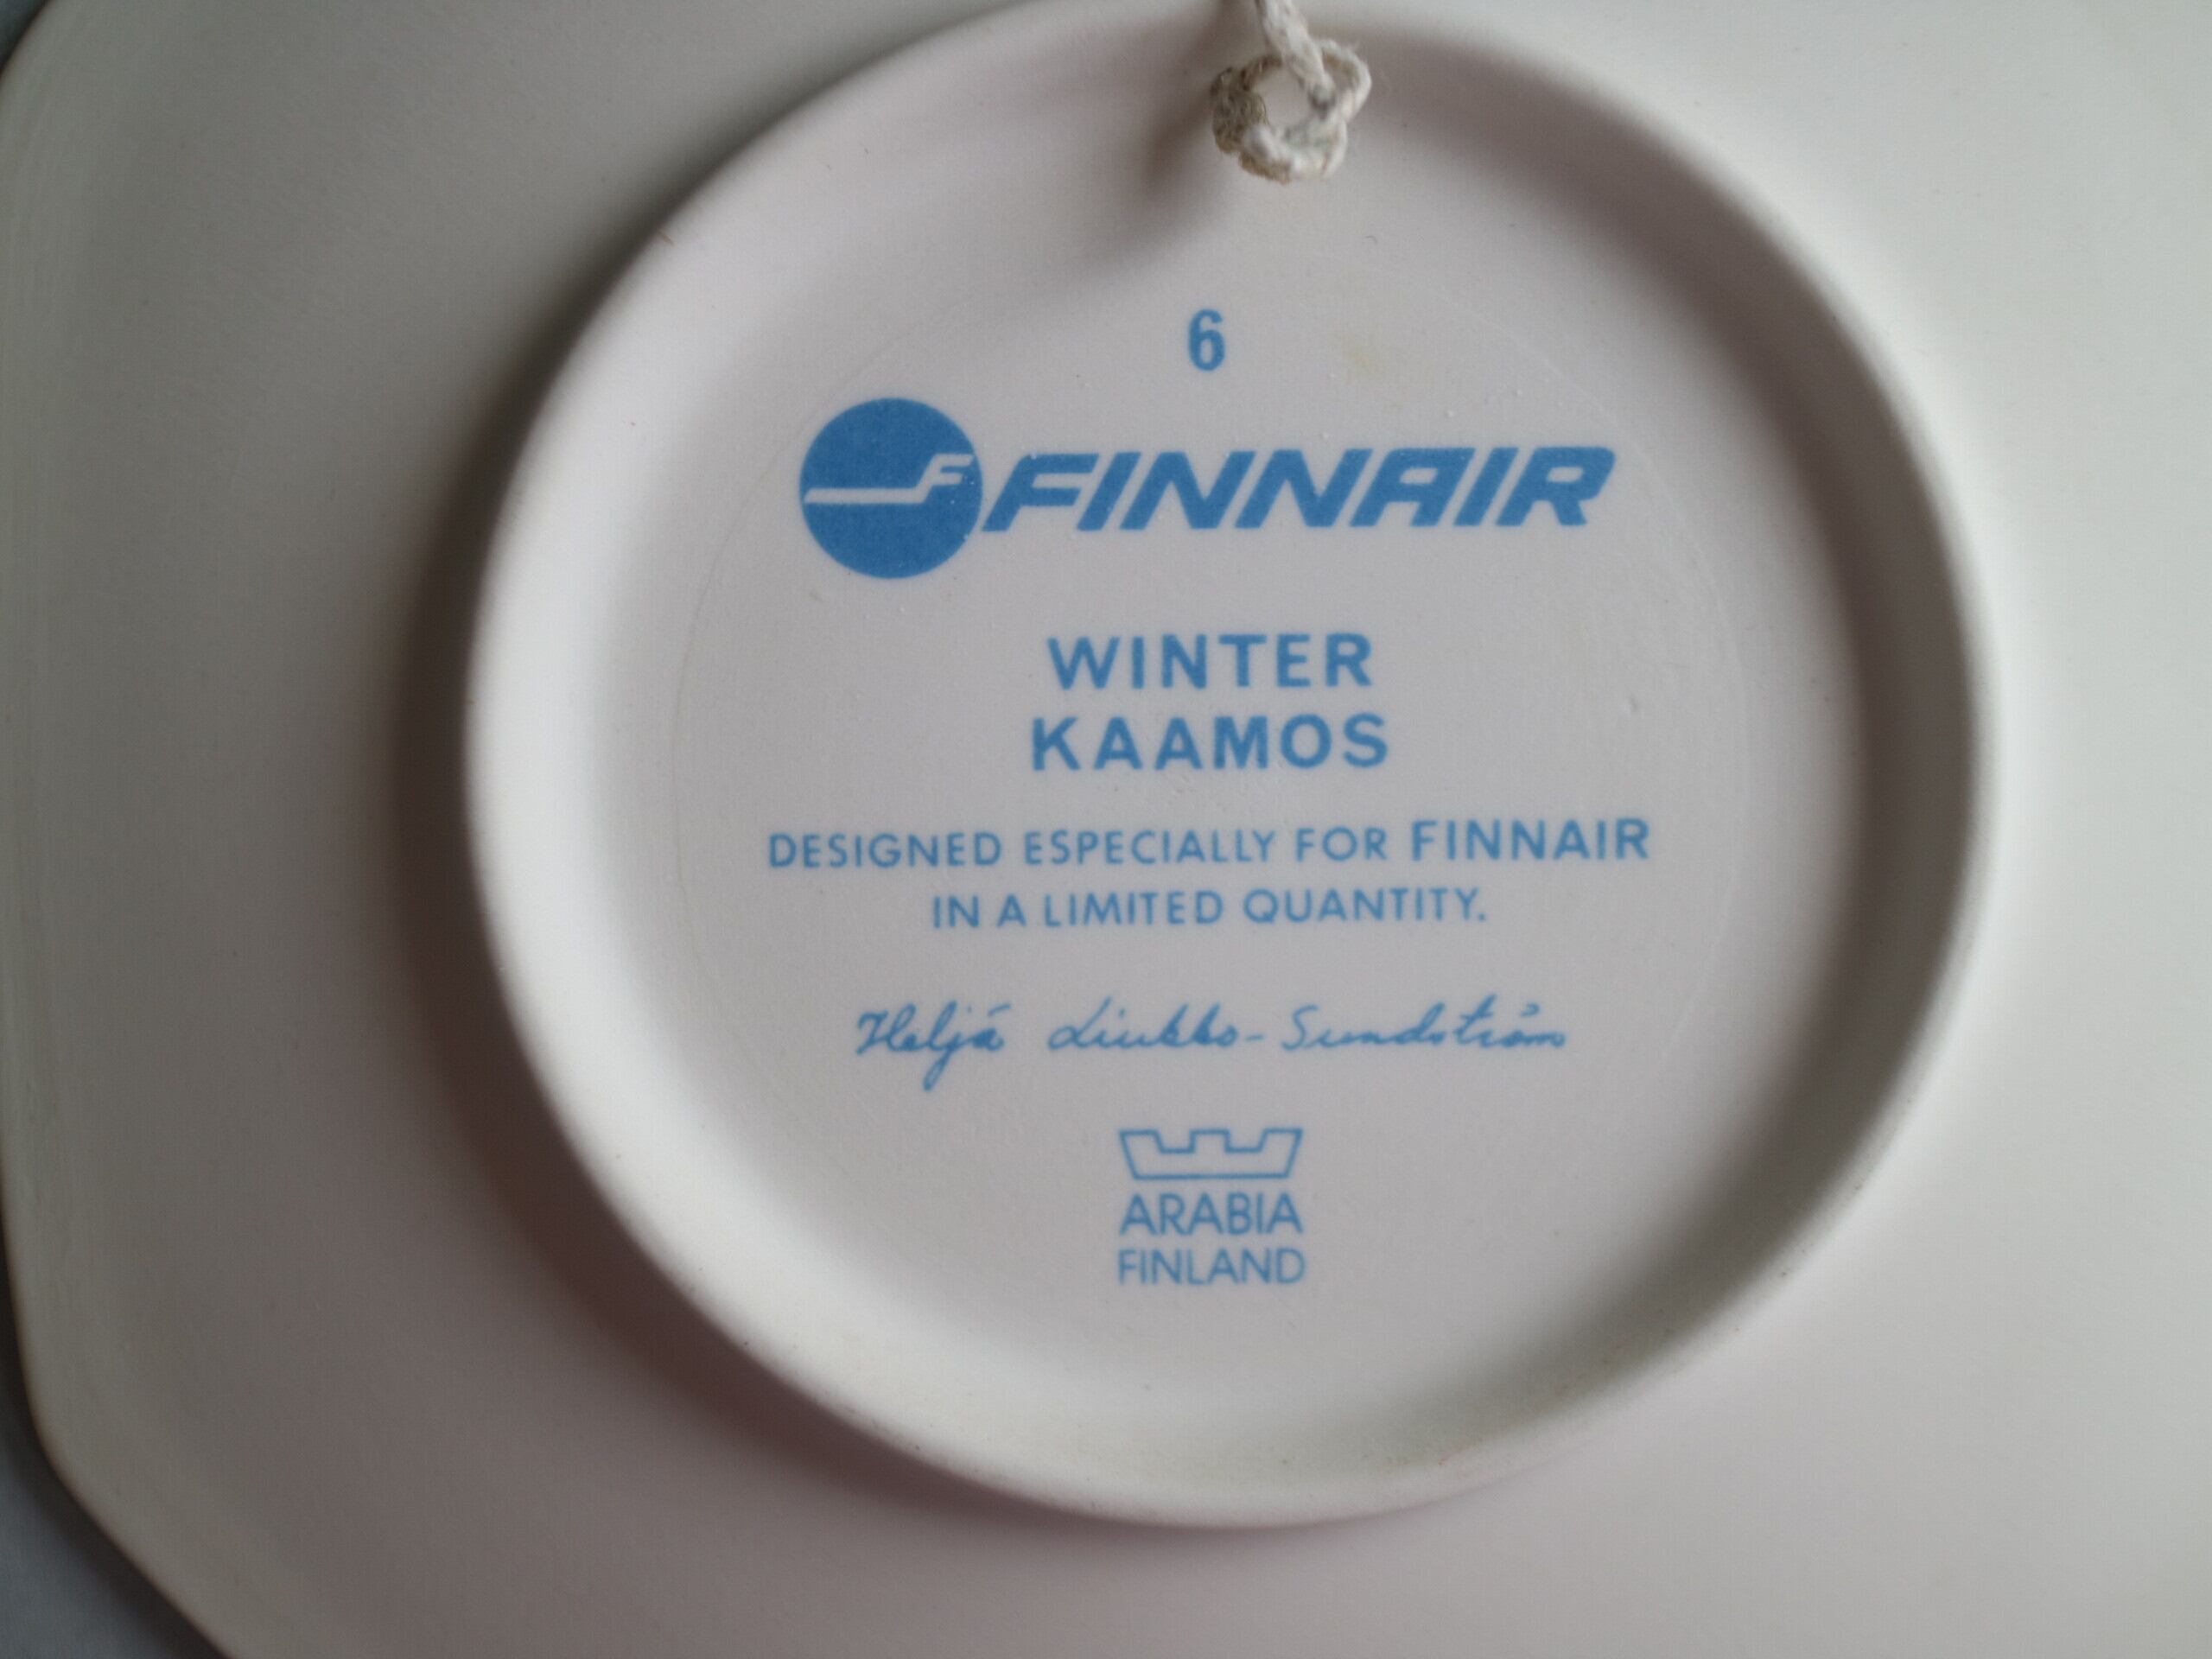 6
F FINNAIR
WINTER
KAAMOS
DESIGNED ESPECIALLY FOR FINNAIR
IN A LIMITED QUANTITY.
Heljä Liukko-Sundström
ARABIA
FINLAND